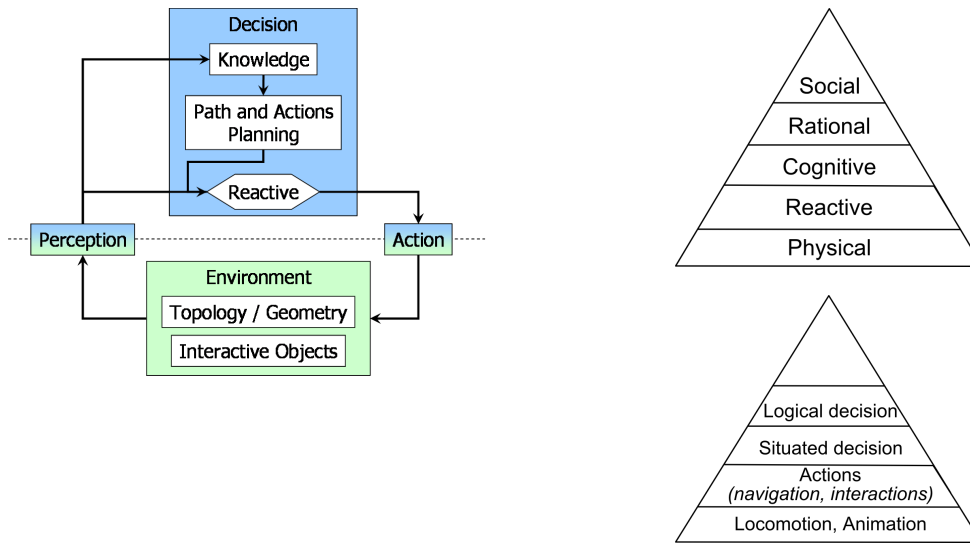 Decision
Knowledge
Path and Actions
Planning
Reactive
Perception
Action
Environment
Topology / Geometry
Interactive Objects
Social
Rational
Cognitive
Reactive
Physical
Logical decision
Situated decision
Actions
(navigation, interactions)
Locomotion, Animation